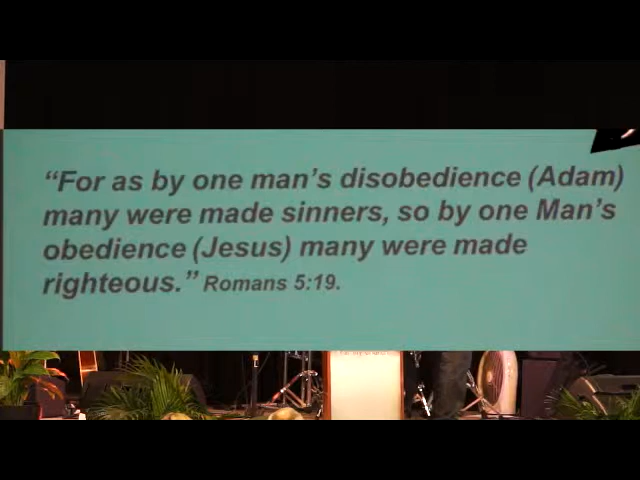 “For as by one man’s disobedience (Adam)
many were made sinners, so by one Man’s
obedience (Jesus) many were made
righteous.” Romans 5:19.